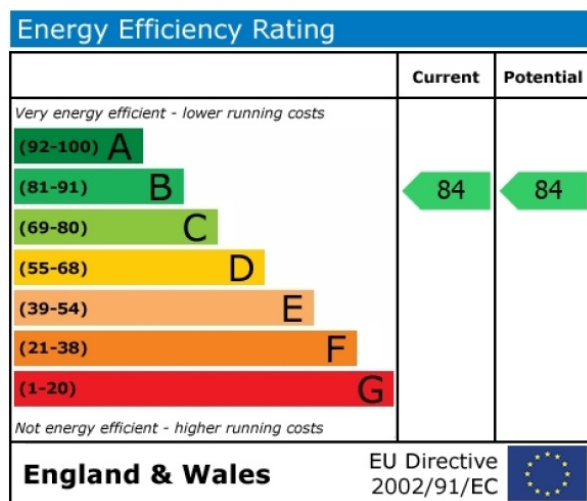 Energy Efficiency Rating
Current Potential
Very energy efficient - lower running costs
(92-100) A
(81-91) B 84 84
(69-80) C
(55-68) D
(39-54) E
(21-38) F
(1-20) G
Not energy efficient - higher running costs
England & Wales
EU Directive
2002/91/EC